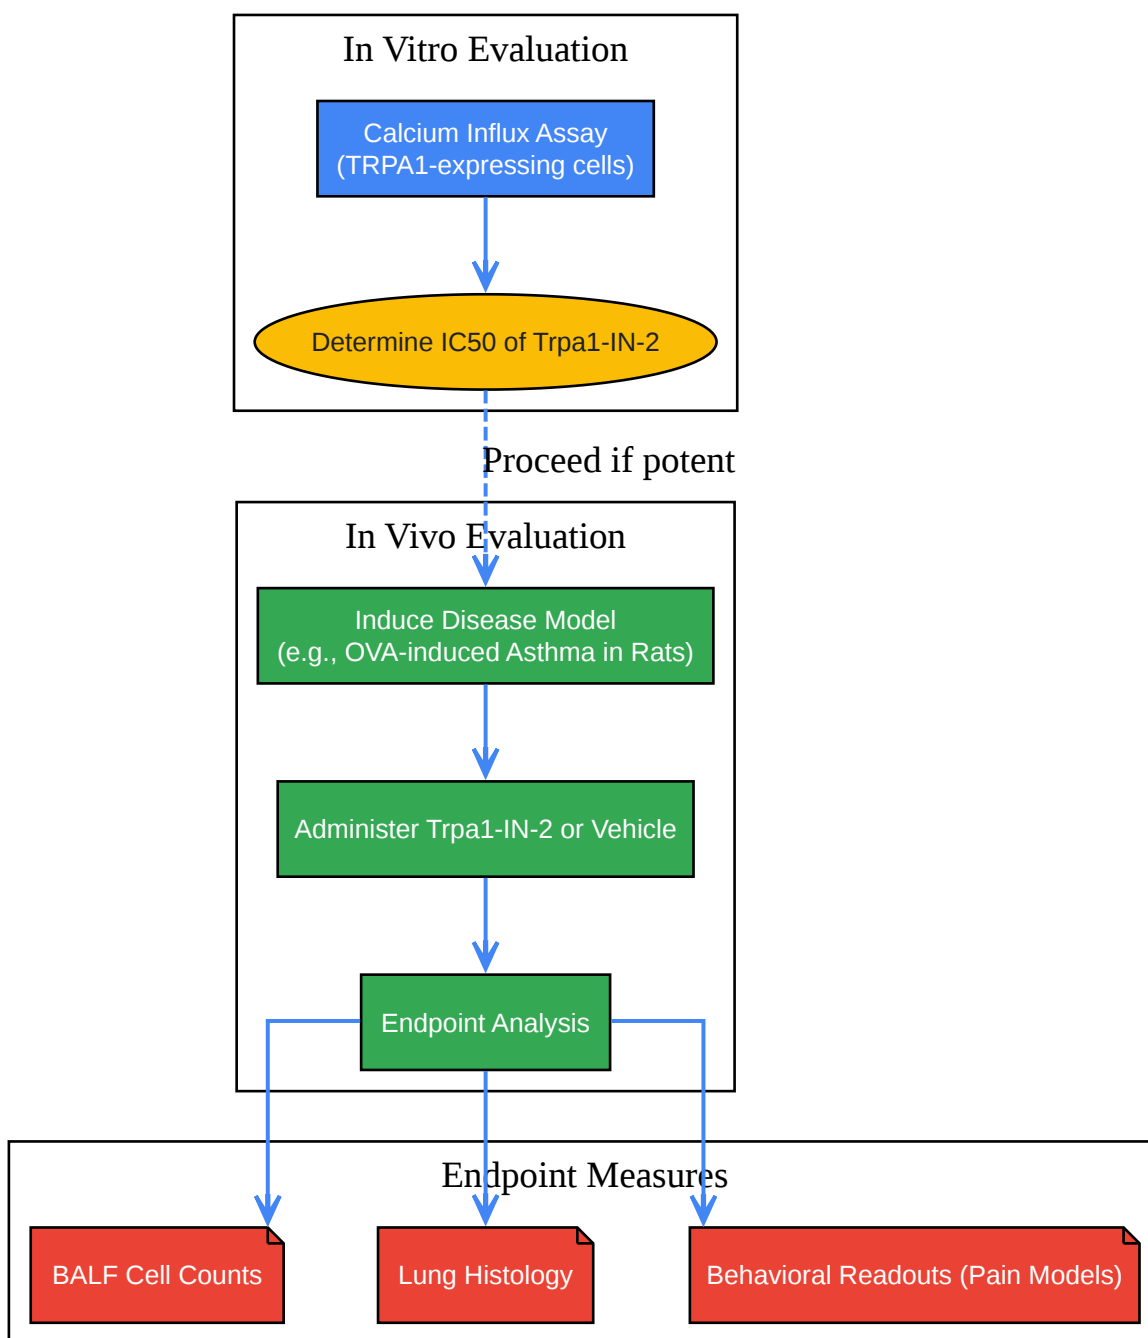 In Vitro Evaluation
Calcium Influx Assay
(TRPA1-expressing cells)
Determine IC50 of Trpa1-IN-2
Proceed if potent
In Vivo Evaluation
Induce Disease Model
(e.g., OVA-induced Asthma in Rats)
Administer Trpa1-IN-2 or Vehicle
Endpoint Analysis
Endpoint Measures
BALF Cell Counts
Lung Histology
Behavioral Readouts (Pain Models)